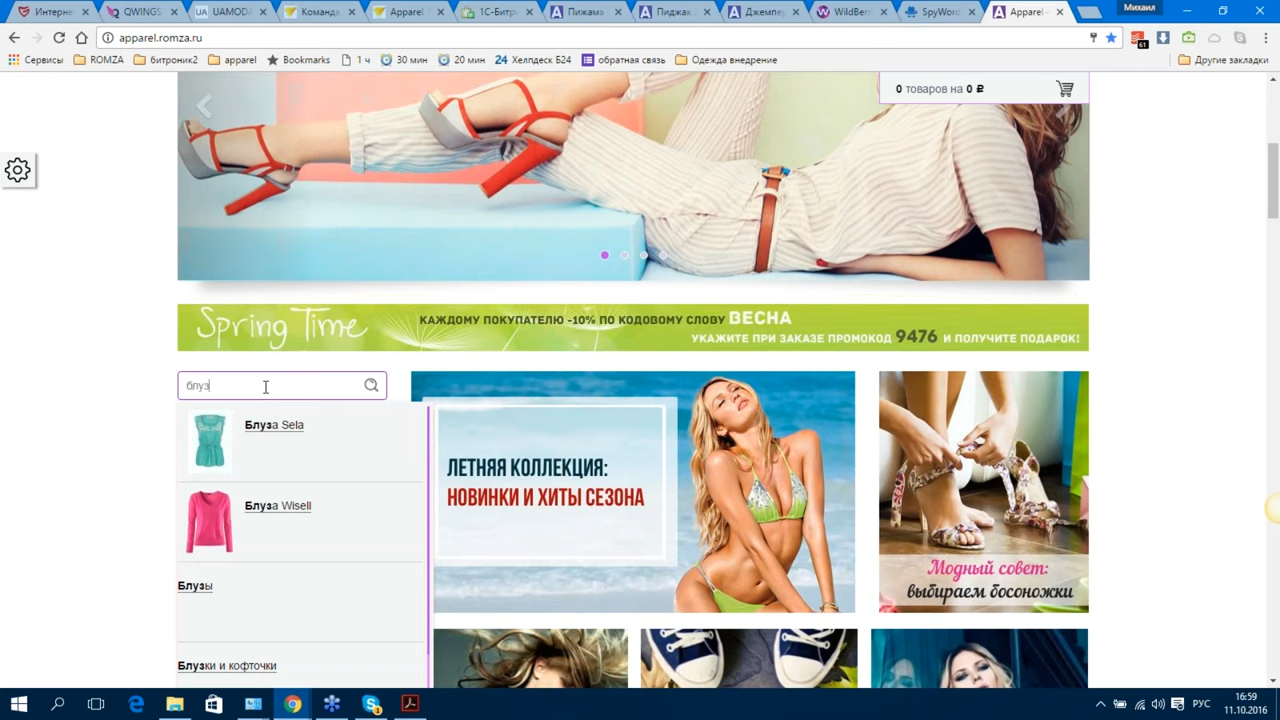 Интерне
QWINGS
UAMODA
Команда
Apparel
1С-Битр
Пижама
Пиджак
Джемпе
WildBerr
SpyWord
Apparel –
Михаил
apparel.romza.ru
61
Сервисы
ROMZA
битроник2
apparel
Bookmarks
1 ч
30 мин
20 мин
24 Хелпдеск Б24
обратная связь
Одежда внедрение
Другие закладки
0 товаров на 0 ₽
Spring Time
КАЖДОМУ ПОКУПАТЕЛЮ -10% ПО КОДОВОМУ СЛОВУ ВЕСНА
УКАЖИТЕ ПРИ ЗАКАЗЕ ПРОМОКОД 9476 И ПОЛУЧИТЕ ПОДАРОК!
блуз
Блуза Sela
Блуза Wisell
Блузы
Блузки и кофточки
ЛЕТНЯЯ КОЛЛЕКЦИЯ:
НОВИНКИ И ХИТЫ СЕЗОНА
Модный совет:
выбираем босоножки
РУС
16:59
11.10.2016